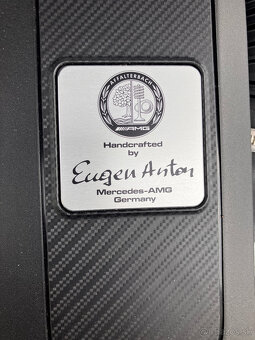 AFFALTERBACH
AMG
Handcrafted
by
Eugen Anton
Mercedes-AMG
Germany